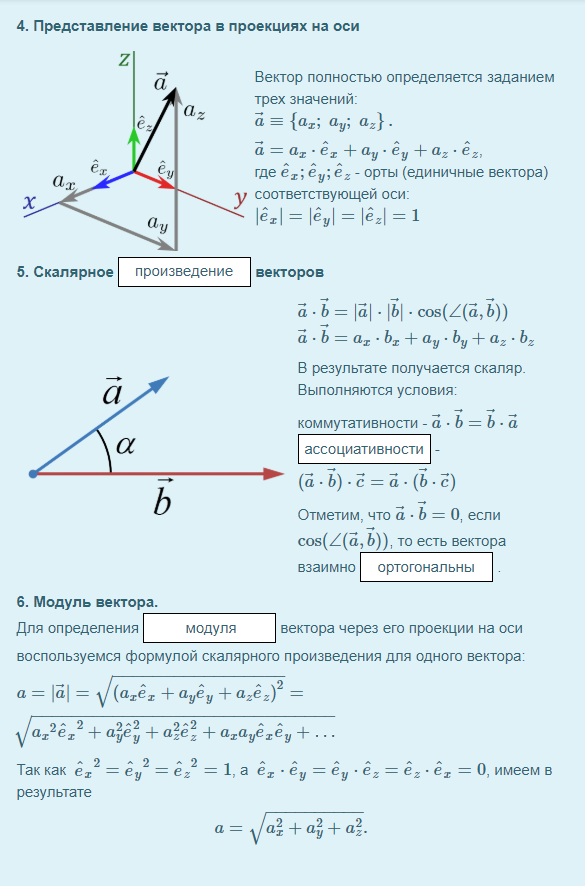 4. Представление вектора в проекциях на оси
z
a⃗
a_z
ê_z
ê_x
ê_y
a_x
x
y
a_y
Вектор полностью определяется заданием
трех значений:
a⃗ ≡ {a_x; a_y; a_z}.
a⃗ = a_x · ê_x + a_y · ê_y + a_z · ê_z,
где ê_x; ê_y; ê_z - орты (единичные вектора)
соответствующей оси:
|ê_x| = |ê_y| = |ê_z| = 1
5. Скалярное произведение векторов
a⃗
α
b⃗
a⃗ · b⃗ = |a⃗| · |b⃗| · cos(∠(a⃗, b⃗))
a⃗ · b⃗ = a_x · b_x + a_y · b_y + a_z · b_z
В результате получается скаляр.
Выполняются условия:
коммутативности - a⃗ · b⃗ = b⃗ · a⃗
ассоциативности -
(a⃗ · b⃗) · c⃗ = a⃗ · (b⃗ · c⃗)
Отметим, что a⃗ · b⃗ = 0, если
cos(∠(a⃗, b⃗)), то есть вектора
взаимно ортогональны .
6. Модуль вектора.
Для определения модуля вектора через его проекции на оси
воспользуемся формулой скалярного произведения для одного вектора:
a = |a⃗| = √((a_xê_x + a_yê_y + a_zê_z)²) =
√(a_x²ê_x² + a_y²ê_y² + a_z²ê_z² + a_xa_yê_xê_y + …)
Так как ê_x² = ê_y² = ê_z² = 1, а ê_x · ê_y = ê_y · ê_z = ê_z · ê_x = 0, имеем в
результате
a = √(a_x² + a_y² + a_z²).